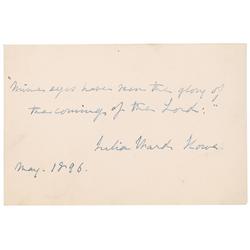 "Mine eyes have seen the glory of
the coming of the Lord:"
Julia Ward Howe.
May. 1896.